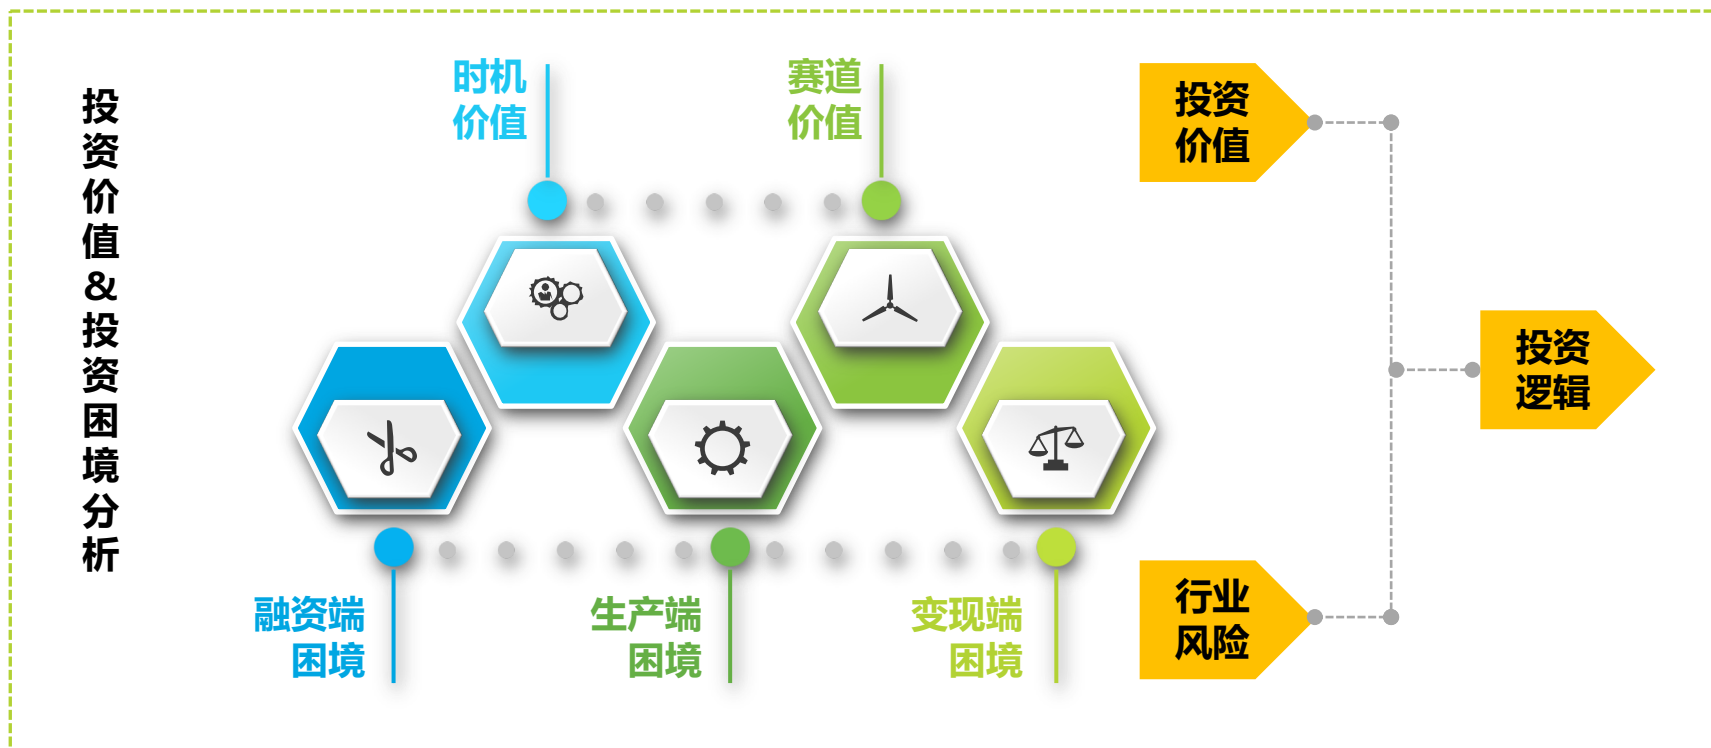 投资价值&投资困境分析
时机
价值
赛道
价值
融资端
困境
生产端
困境
变现端
困境
投资
价值
行业
风险
投资
逻辑